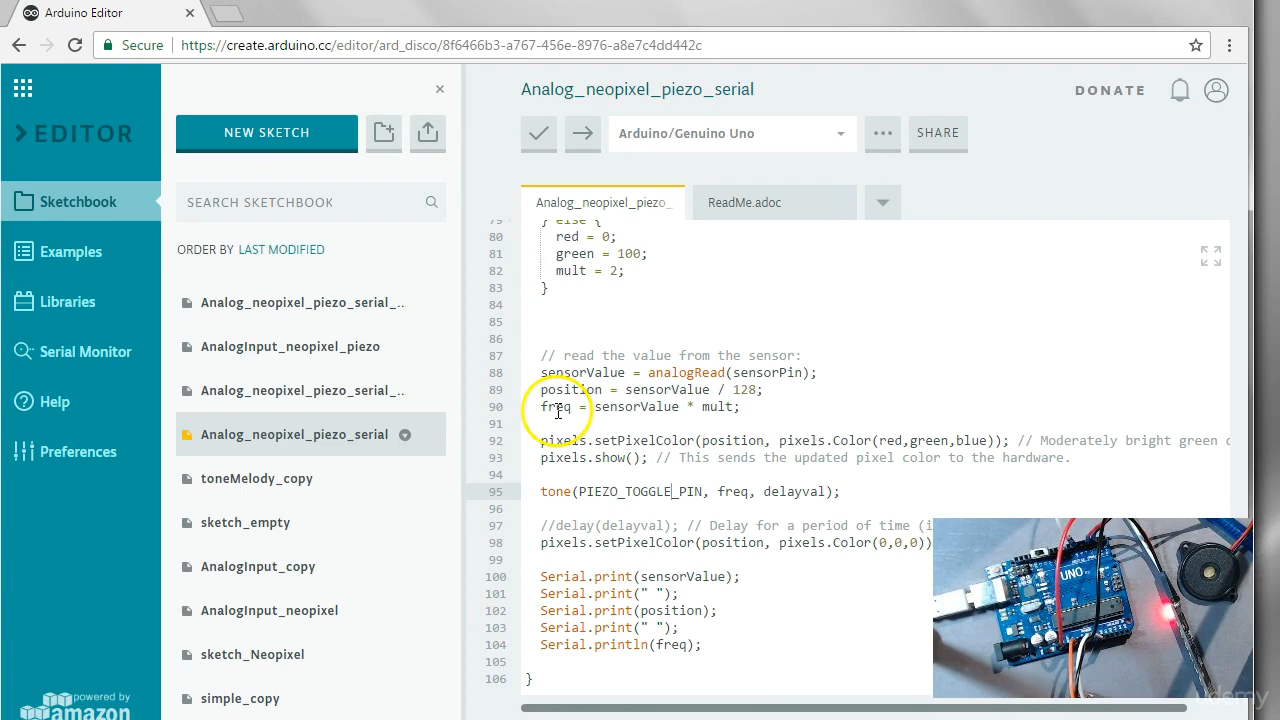 Arduino Editor
Secure https://create.arduino.cc/editor/ard_disco/8f6466b3-a767-456e-8976-a8e7c4dd442c
EDITOR
Sketchbook
Examples
Libraries
Serial Monitor
Help
Preferences
powered by
amazon
NEW SKETCH
SEARCH SKETCHBOOK
ORDER BY LAST MODIFIED
Analog_neopixel_piezo_serial_...
AnalogInput_neopixel_piezo
Analog_neopixel_piezo_serial_...
Analog_neopixel_piezo_serial
toneMelody_copy
sketch_empty
AnalogInput_copy
AnalogInput_neopixel
sketch_Neopixel
simple_copy
Analog_neopixel_piezo_serial
DONATE
Arduino/Genuino Uno
SHARE
Analog_neopixel_piezo_
ReadMe.adoc
79 } else {
80 red = 0;
81 green = 100;
82 mult = 2;
83 }
84
85
86
87 // read the value from the sensor:
88 sensorValue = analogRead(sensorPin);
89 position = sensorValue / 128;
90 freq = sensorValue * mult;
91
92 pixels.setPixelColor(position, pixels.Color(red,green,blue)); // Moderately bright green c
93 pixels.show(); // This sends the updated pixel color to the hardware.
94
95 tone(PIEZO_TOGGLE_PIN, freq, delayval);
96
97 //delay(delayval); // Delay for a period of time (i
98 pixels.setPixelColor(position, pixels.Color(0,0,0))
99
100 Serial.print(sensorValue);
101 Serial.print(" ");
102 Serial.print(position);
103 Serial.print(" ");
104 Serial.println(freq);
105
106 }
UNO
udemy